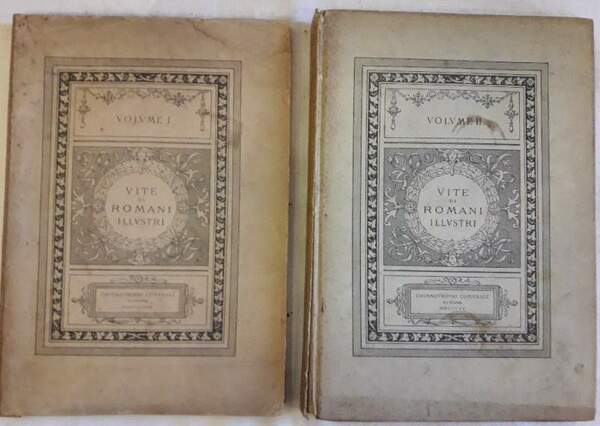 VOLVME I
VITE
DI
ROMANI
ILLVSTRI
VOLVME II
VITE
DI
ROMANI
ILLVSTRI